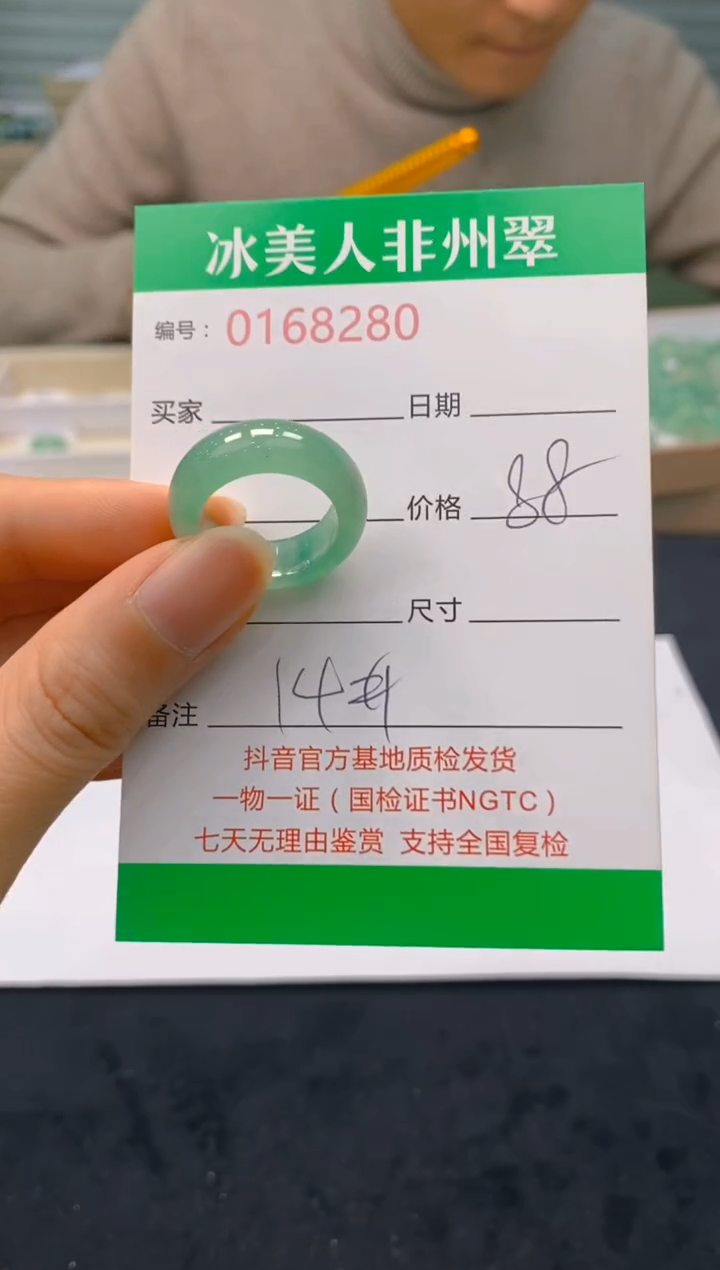 冰美人非州翠
编号：0168280
买家 日期
价格 88
尺寸
备注 14#
抖音官方基地质检发货
一物一证（国检证书NGTC）
七天无理由鉴赏 支持全国复检